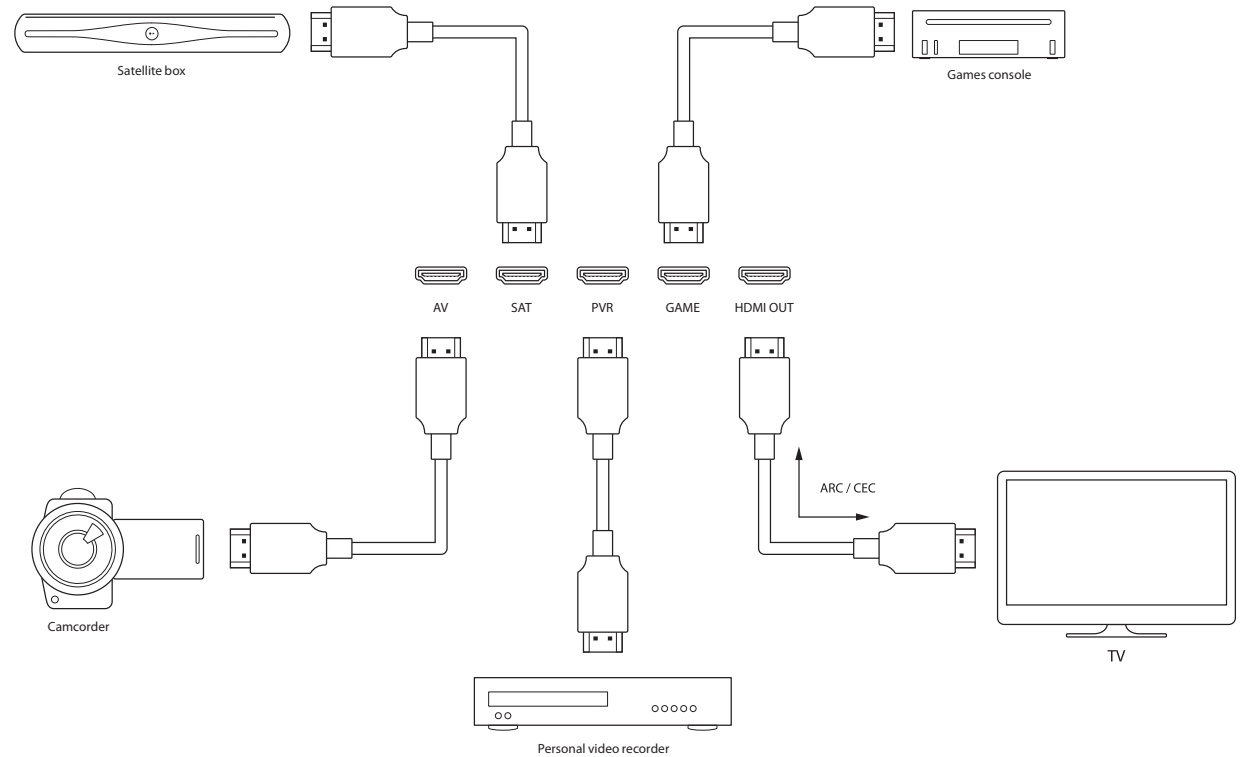 Satellite box
Games console
AV
SAT
PVR
GAME
HDMI OUT
ARC / CEC
Camcorder
TV
Personal video recorder